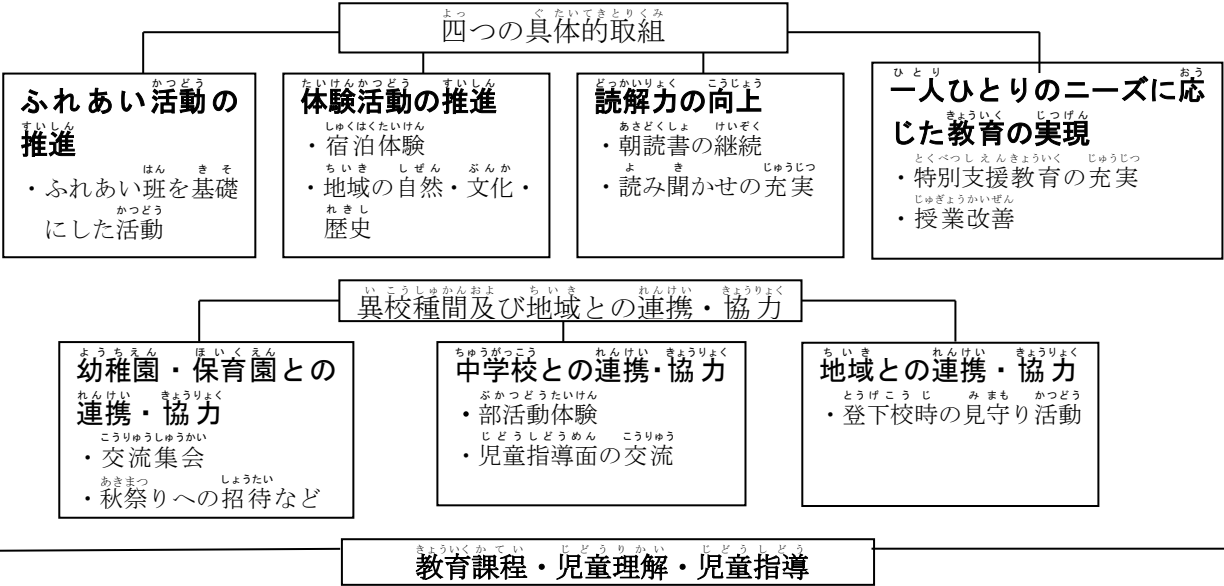 四つの具体的取組
ふれあい活動の
推進
・ふれあい班を基礎
にした活動
体験活動の推進
・宿泊体験
・地域の自然・文化・
歴史
読解力の向上
・朝読書の継続
・読み聞かせの充実
一人ひとりのニーズに応
じた教育の実現
・特別支援教育の充実
・授業改善
異校種間及び地域との連携・協力
幼稚園・保育園との
連携・協力
・交流集会
・秋祭りへの招待など
中学校との連携・協力
・部活動体験
・児童指導面の交流
地域との連携・協力
・登下校時の見守り活動
教育課程・児童理解・児童指導